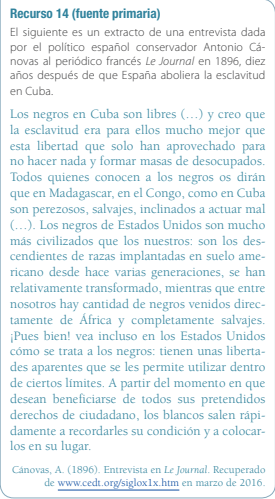 Recurso 14 (fuente primaria)
El siguiente es un extracto de una entrevista dada
por el político español conservador Antonio Cá-
novas al periódico francés Le Journal en 1896, diez
años después de que España aboliera la esclavitud
en Cuba.
Los negros en Cuba son libres (…) y creo que
la esclavitud era para ellos mucho mejor que
esta libertad que solo han aprovechado para
no hacer nada y formar masas de desocupados.
Todos quienes conocen a los negros os dirán
que en Madagascar, en el Congo, como en Cuba
son perezosos, salvajes, inclinados a actuar mal
(…). Los negros de Estados Unidos son mucho
más civilizados que los nuestros: son los des-
cendientes de razas implantadas en suelo ame-
ricano desde hace varias generaciones, se han
relativamente transformado, mientras que entre
nosotros hay cantidad de negros venidos direc-
tamente de África y completamente salvajes.
¡Pues bien! vea incluso en los Estados Unidos
cómo se trata a los negros: tienen unas liberta-
des aparentes que se les permite utilizar dentro
de ciertos límites. A partir del momento en que
desean beneficiarse de todos sus pretendidos
derechos de ciudadano, los blancos salen rápi-
damente a recordarles su condición y a colocar-
los en su lugar.
Cánovas, A. (1896). Entrevista en Le Journal. Recuperado
de www.cedt.org/siglox1x.htm en marzo de 2016.